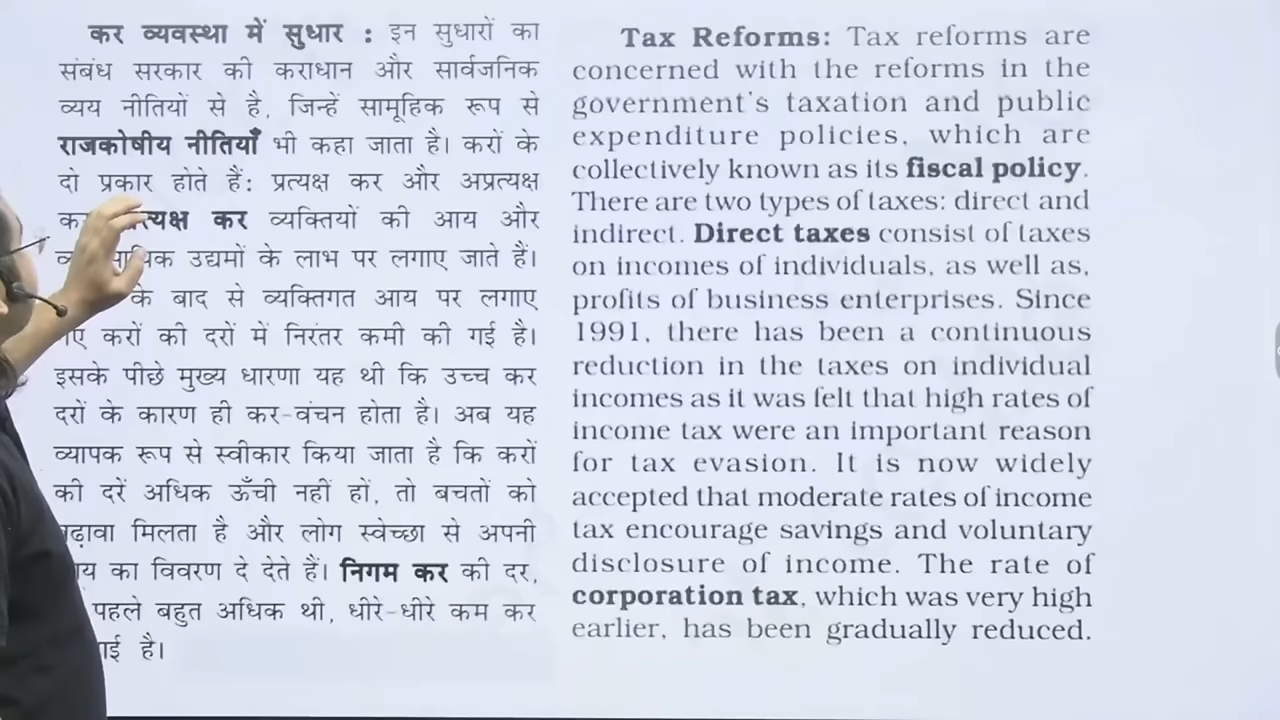 कर व्यवस्था में सुधार : इन सुधारों का
संबंध सरकार की कराधान और सार्वजनिक
व्यय नीतियों से है, जिन्हें सामूहिक रूप से
राजकोषीय नीतियाँ भी कहा जाता है। करों के
दो प्रकार होते हैं: प्रत्यक्ष कर और अप्रत्यक्ष
कर व्यक्तियों की आय और
उद्यमों के लाभ पर लगाए जाते हैं।
के बाद से व्यक्तिगत आय पर लगाए
करों की दरों में निरंतर कमी की गई है।
इसके पीछे मुख्य धारणा यह थी कि उच्च कर
दरों के कारण ही कर-वंचन होता है। अब यह
व्यापक रूप से स्वीकार किया जाता है कि करों
की दरें अधिक ऊँची नहीं हों, तो बचतों को
मिलता है और लोग स्वेच्छा से अपनी
का विवरण दे देते हैं। निगम कर की दर,
पहले बहुत अधिक थी, धीरे-धीरे कम कर
है।
Tax Reforms: Tax reforms are
concerned with the reforms in the
government's taxation and public
expenditure policies, which are
collectively known as its fiscal policy.
There are two types of taxes: direct and
indirect. Direct taxes consist of taxes
on incomes of individuals, as well as,
profits of business enterprises. Since
1991, there has been a continuous
reduction in the taxes on individual
incomes as it was felt that high rates of
income tax were an important reason
for tax evasion. It is now widely
accepted that moderate rates of income
tax encourage savings and voluntary
disclosure of income. The rate of
corporation tax, which was very high
earlier, has been gradually reduced.